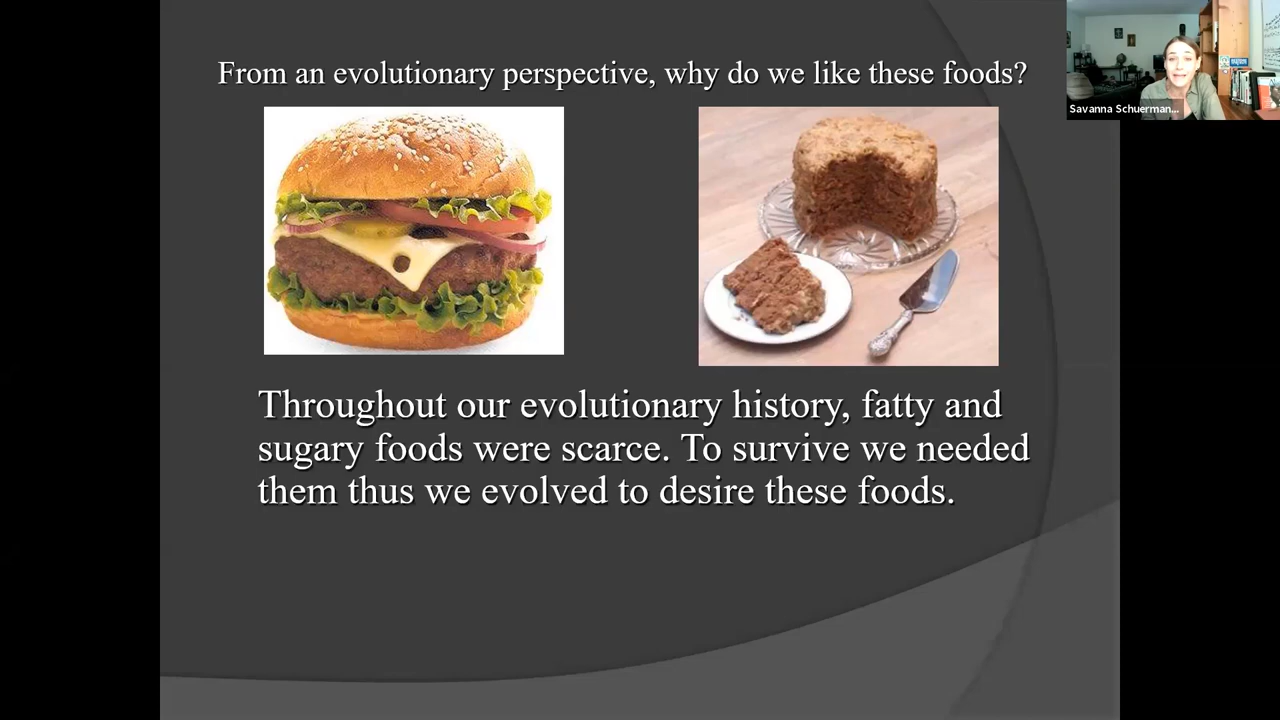 From an evolutionary perspective, why do we like these foods?
Savanna Schuerman...
Throughout our evolutionary history, fatty and
sugary foods were scarce. To survive we needed
them thus we evolved to desire these foods.